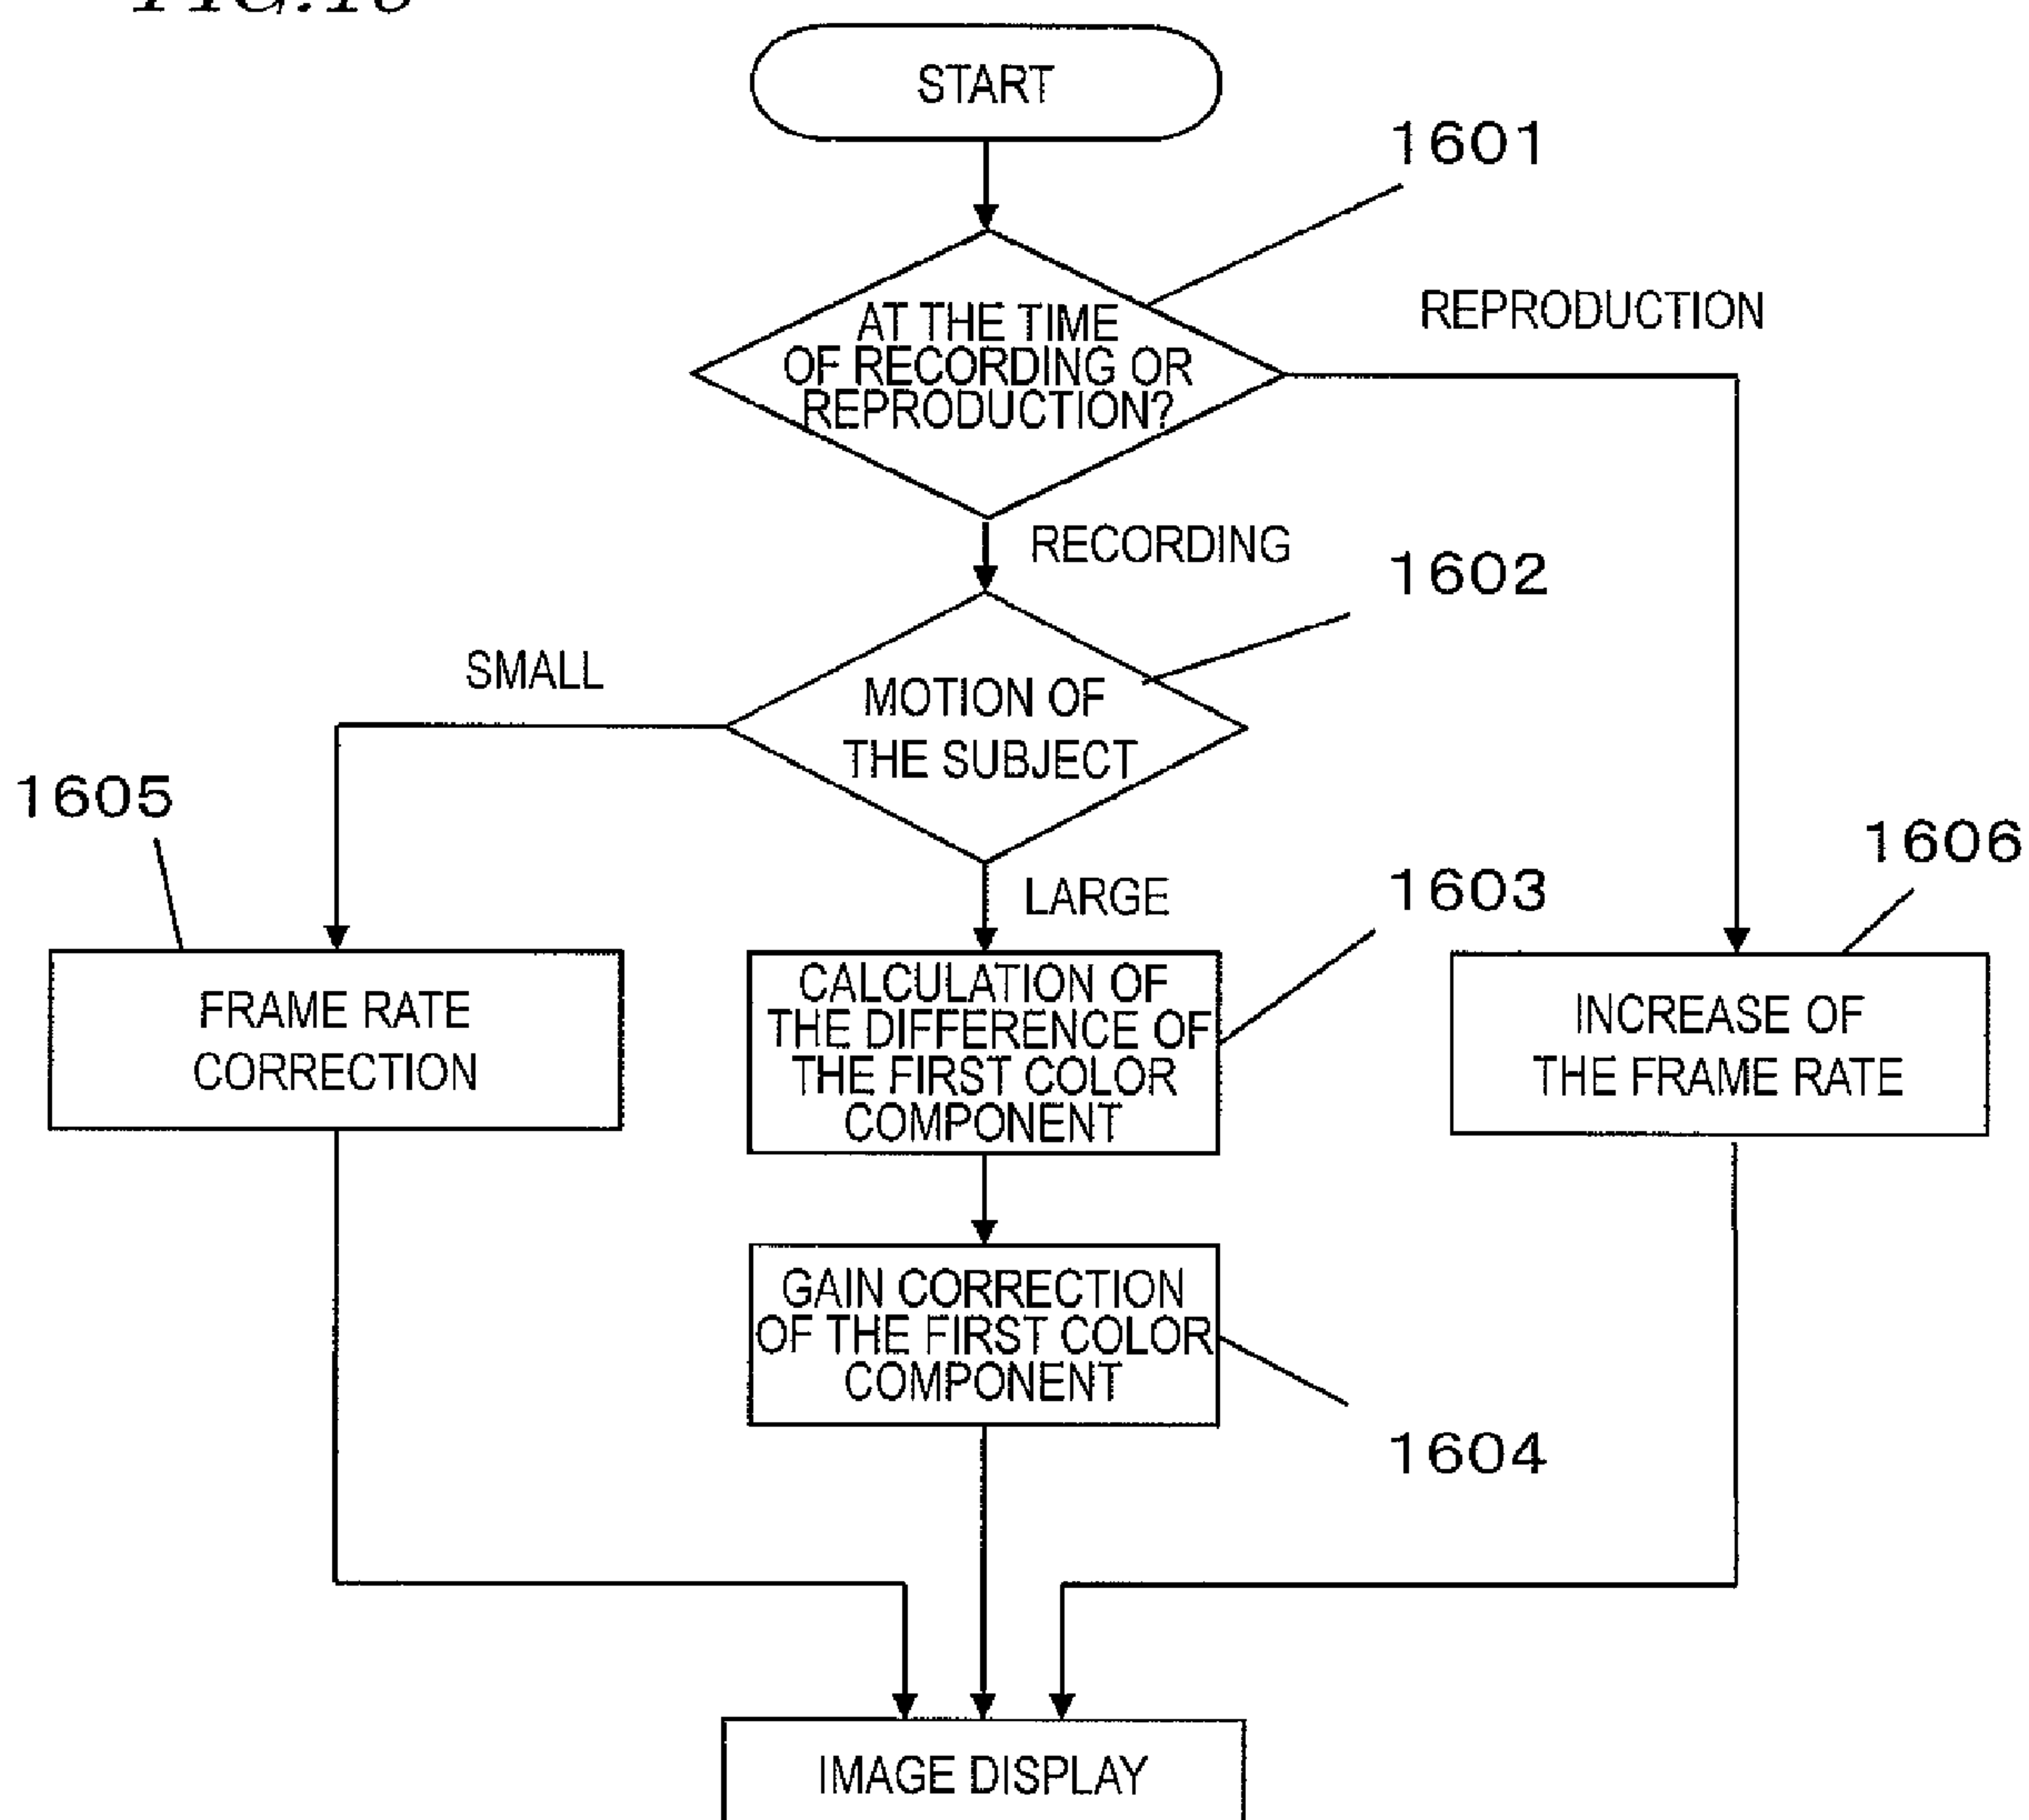 START
1601
AT THE TIME
OF RECORDING OR
REPRODUCTION?
REPRODUCTION
RECORDING
1602
SMALL
MOTION OF
THE SUBJECT
1605
LARGE
1603
1606
FRAME RATE
CORRECTION
CALCULATION OF
THE DIFFERENCE OF
THE FIRST COLOR
COMPONENT
INCREASE OF
THE FRAME RATE
GAIN CORRECTION
OF THE FIRST COLOR
COMPONENT
1604
IMAGE DISPLAY